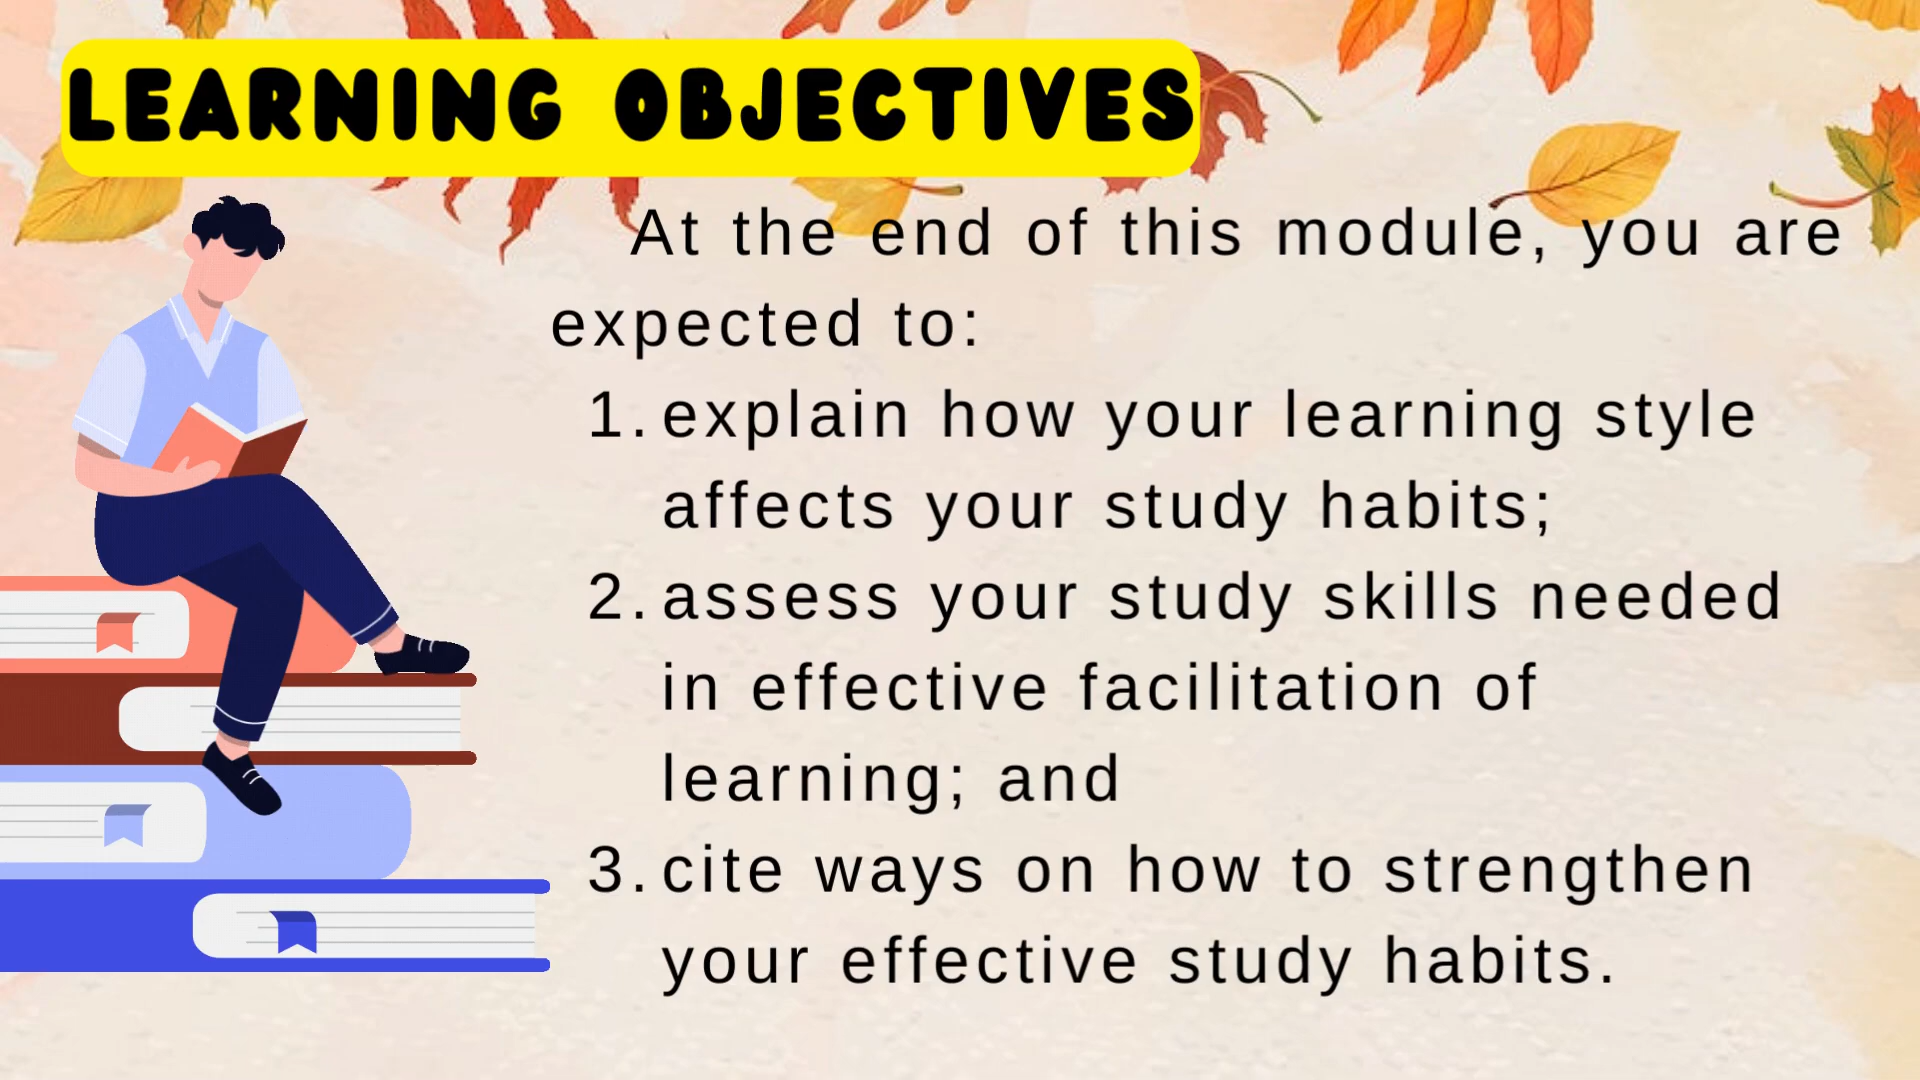 LEARNING OBJECTIVES
At the end of this module, you are
expected to:
1. explain how your learning style
affects your study habits;
2. assess your study skills needed
in effective facilitation of
learning; and
3. cite ways on how to strengthen
your effective study habits.